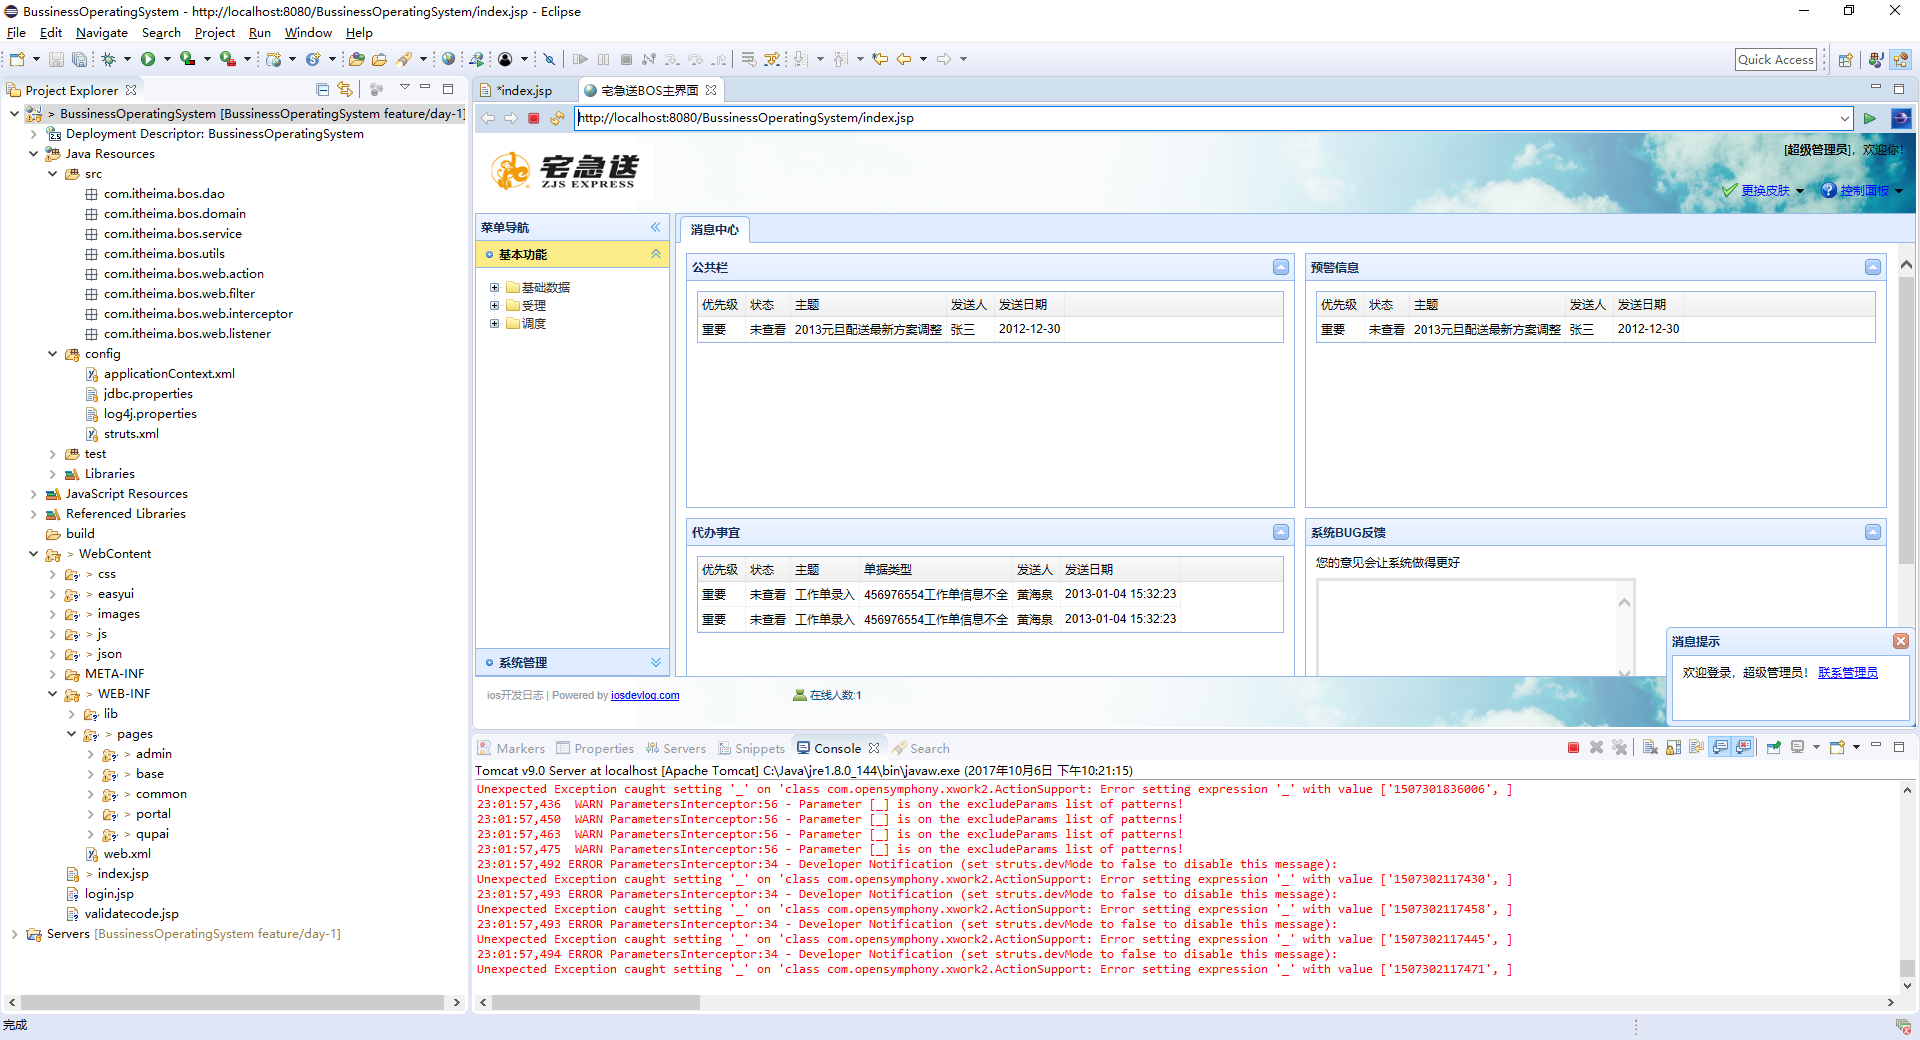 BussinessOperatingSystem - http://localhost:8080/BussinessOperatingSystem/index.jsp - Eclipse
File Edit Navigate Search Project Run Window Help
Quick Access
Project Explorer
> BussinessOperatingSystem [BussinessOperatingSystem feature/day-1]
Deployment Descriptor: BussinessOperatingSystem
Java Resources
src
com.itheima.bos.dao
com.itheima.bos.domain
com.itheima.bos.service
com.itheima.bos.utils
com.itheima.bos.web.action
com.itheima.bos.web.filter
com.itheima.bos.web.interceptor
com.itheima.bos.web.listener
config
applicationContext.xml
jdbc.properties
log4j.properties
struts.xml
test
Libraries
JavaScript Resources
Referenced Libraries
build
> WebContent
> css
> easyui
> images
> js
> json
META-INF
> WEB-INF
lib
> pages
> admin
> base
> common
> portal
> qupai
web.xml
> index.jsp
login.jsp
validatecode.jsp
Servers [BussinessOperatingSystem feature/day-1]
*index.jsp 宅急送BOS主界面
http://localhost:8080/BussinessOperatingSystem/index.jsp
宅急送
ZJS EXPRESS
[超级管理员]，欢迎你！
更换皮肤 控制面板
菜单导航
基本功能
基础数据
受理
调度
系统管理
消息中心
公共栏
优先级 状态 主题 发送人 发送日期
重要 未查看 2013元旦配送最新方案调整 张三 2012-12-30
预警信息
优先级 状态 主题 发送人 发送日期
重要 未查看 2013元旦配送最新方案调整 张三 2012-12-30
代办事宜
优先级 状态 主题 单据类型 发送人 发送日期
重要 未查看 工作单录入 456976554工作单信息不全 黄海泉 2013-01-04 15:32:23
重要 未查看 工作单录入 456976554工作单信息不全 黄海泉 2013-01-04 15:32:23
系统BUG反馈
您的意见会让系统做得更好
消息提示
欢迎登录，超级管理员！ 联系管理员
ios开发日志 | Powered by iosdevlog.com
在线人数:1
Markers Properties Servers Snippets Console Search
Tomcat v9.0 Server at localhost [Apache Tomcat] C:\Java\jre1.8.0_144\bin\javaw.exe (2017年10月6日 下午10:21:15)
Unexpected Exception caught setting '_' on 'class com.opensymphony.xwork2.ActionSupport: Error setting expression '_' with value ['1507301836006', ]
23:01:57,436  WARN ParametersInterceptor:56 - Parameter [_] is on the excludeParams list of patterns!
23:01:57,450  WARN ParametersInterceptor:56 - Parameter [_] is on the excludeParams list of patterns!
23:01:57,463  WARN ParametersInterceptor:56 - Parameter [_] is on the excludeParams list of patterns!
23:01:57,475  WARN ParametersInterceptor:56 - Parameter [_] is on the excludeParams list of patterns!
23:01:57,492 ERROR ParametersInterceptor:34 - Developer Notification (set struts.devMode to false to disable this message):
Unexpected Exception caught setting '_' on 'class com.opensymphony.xwork2.ActionSupport: Error setting expression '_' with value ['1507302117430', ]
23:01:57,493 ERROR ParametersInterceptor:34 - Developer Notification (set struts.devMode to false to disable this message):
Unexpected Exception caught setting '_' on 'class com.opensymphony.xwork2.ActionSupport: Error setting expression '_' with value ['1507302117458', ]
23:01:57,493 ERROR ParametersInterceptor:34 - Developer Notification (set struts.devMode to false to disable this message):
Unexpected Exception caught setting '_' on 'class com.opensymphony.xwork2.ActionSupport: Error setting expression '_' with value ['1507302117445', ]
23:01:57,494 ERROR ParametersInterceptor:34 - Developer Notification (set struts.devMode to false to disable this message):
Unexpected Exception caught setting '_' on 'class com.opensymphony.xwork2.ActionSupport: Error setting expression '_' with value ['1507302117471', ]
完成